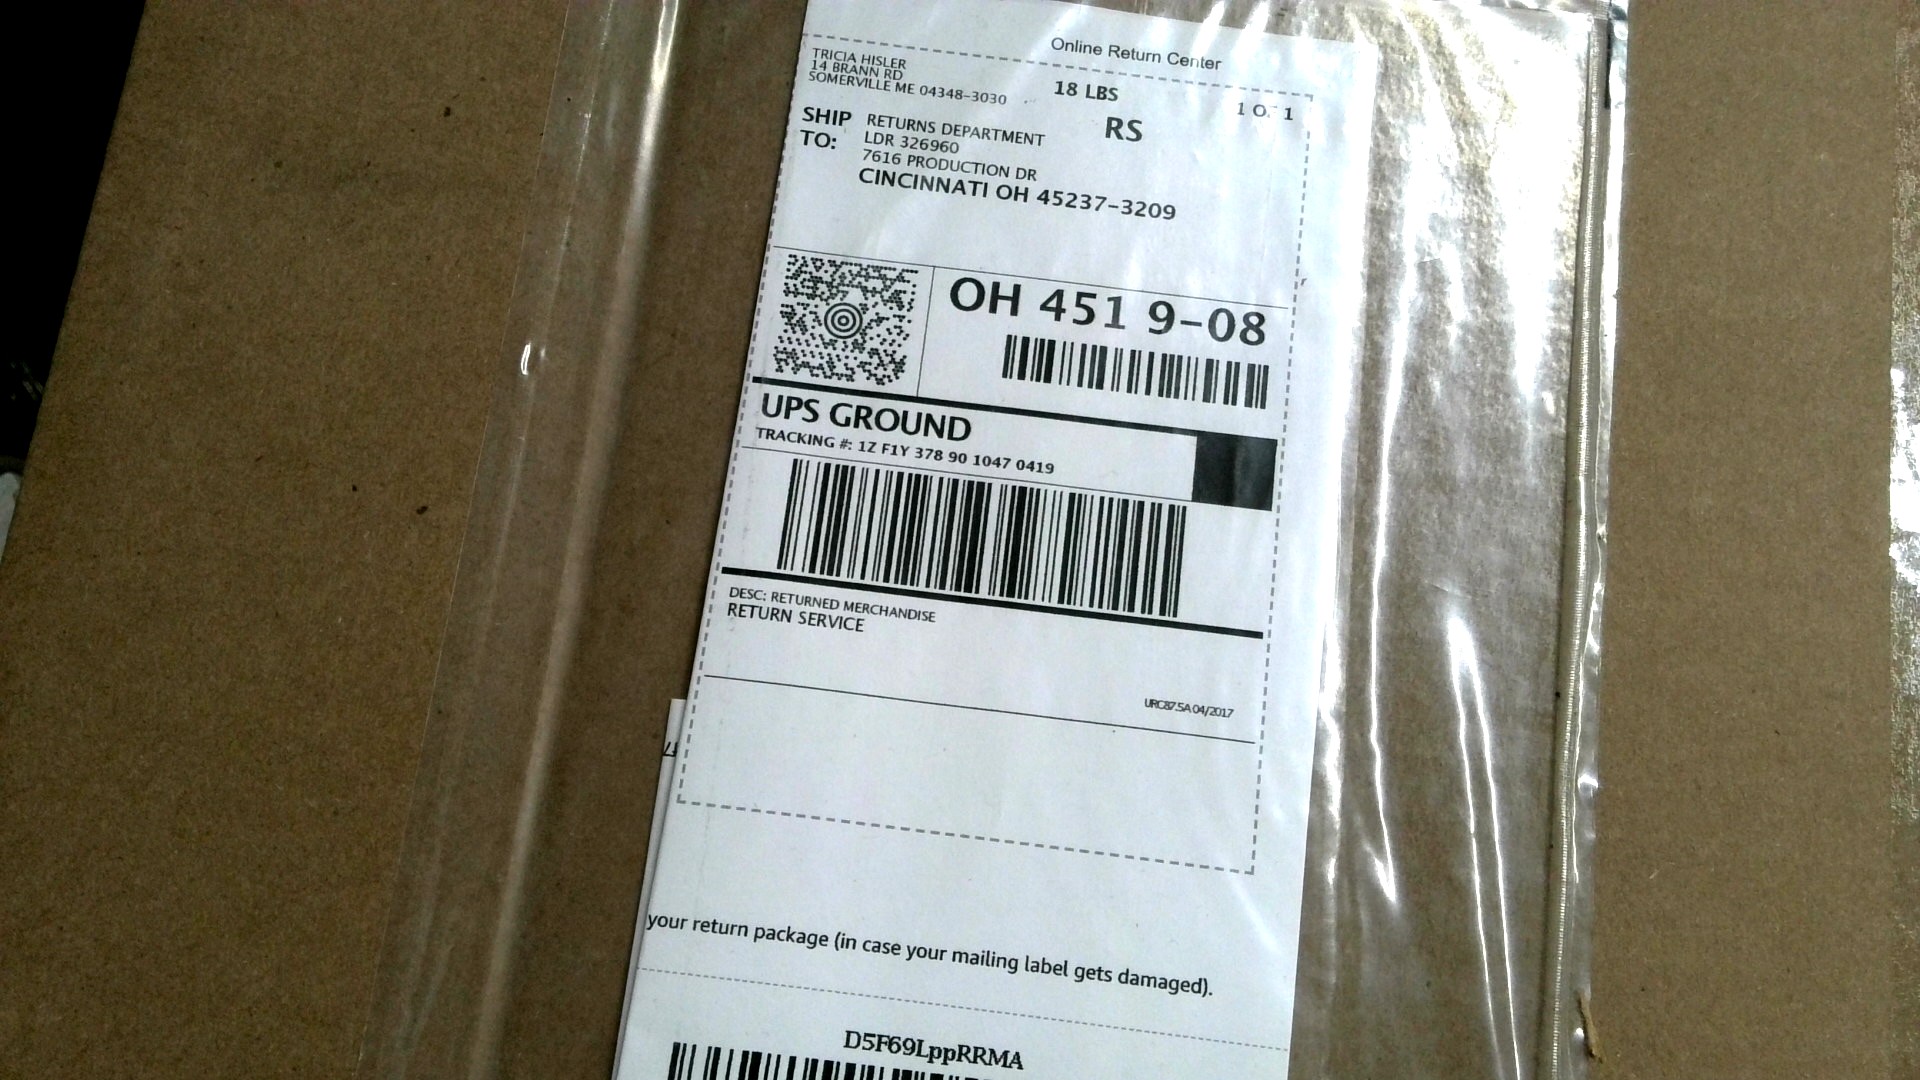 Online Return Center
TRICIA HISLER
14 BRANN RD
SOMERVILLE ME 04348-3030
18 LBS
1 OF 1
RS
SHIP TO:
RETURNS DEPARTMENT
LDR 326960
7616 PRODUCTION DR
CINCINNATI OH 45237-3209
OH 451 9-08
UPS GROUND
TRACKING #: 1Z F1Y 378 90 1047 0419
DESC: RETURNED MERCHANDISE
RETURN SERVICE
URC87.5A 04/2017
your return package (in case your mailing label gets damaged).
D5F69LppRRMA